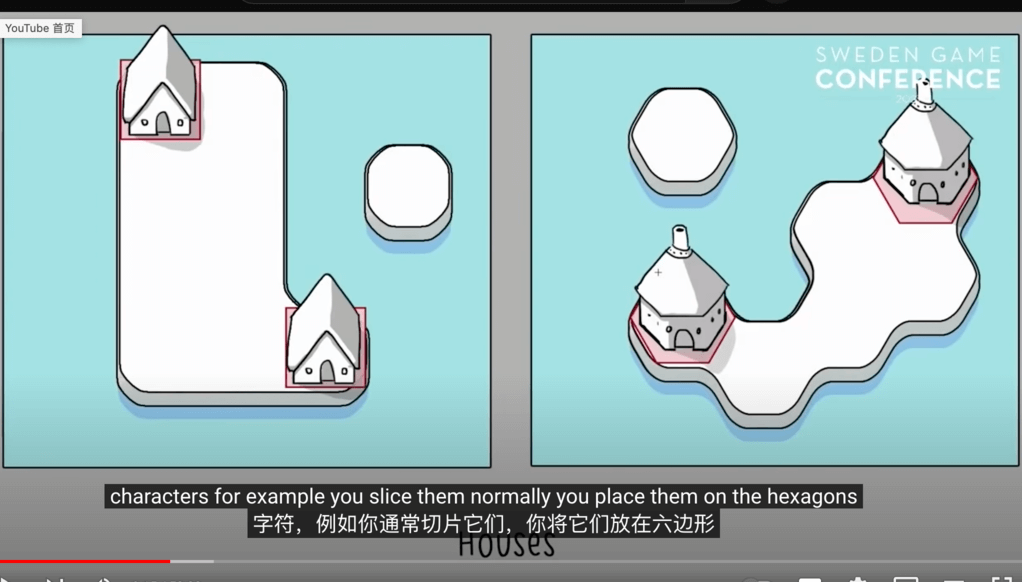 YouTube 首页
SWEDEN GAME
CONFERENCE
characters for example you slice them normally you place them on the hexagons
字符，例如你通常切片它们，你将它们放在六边形
Houses